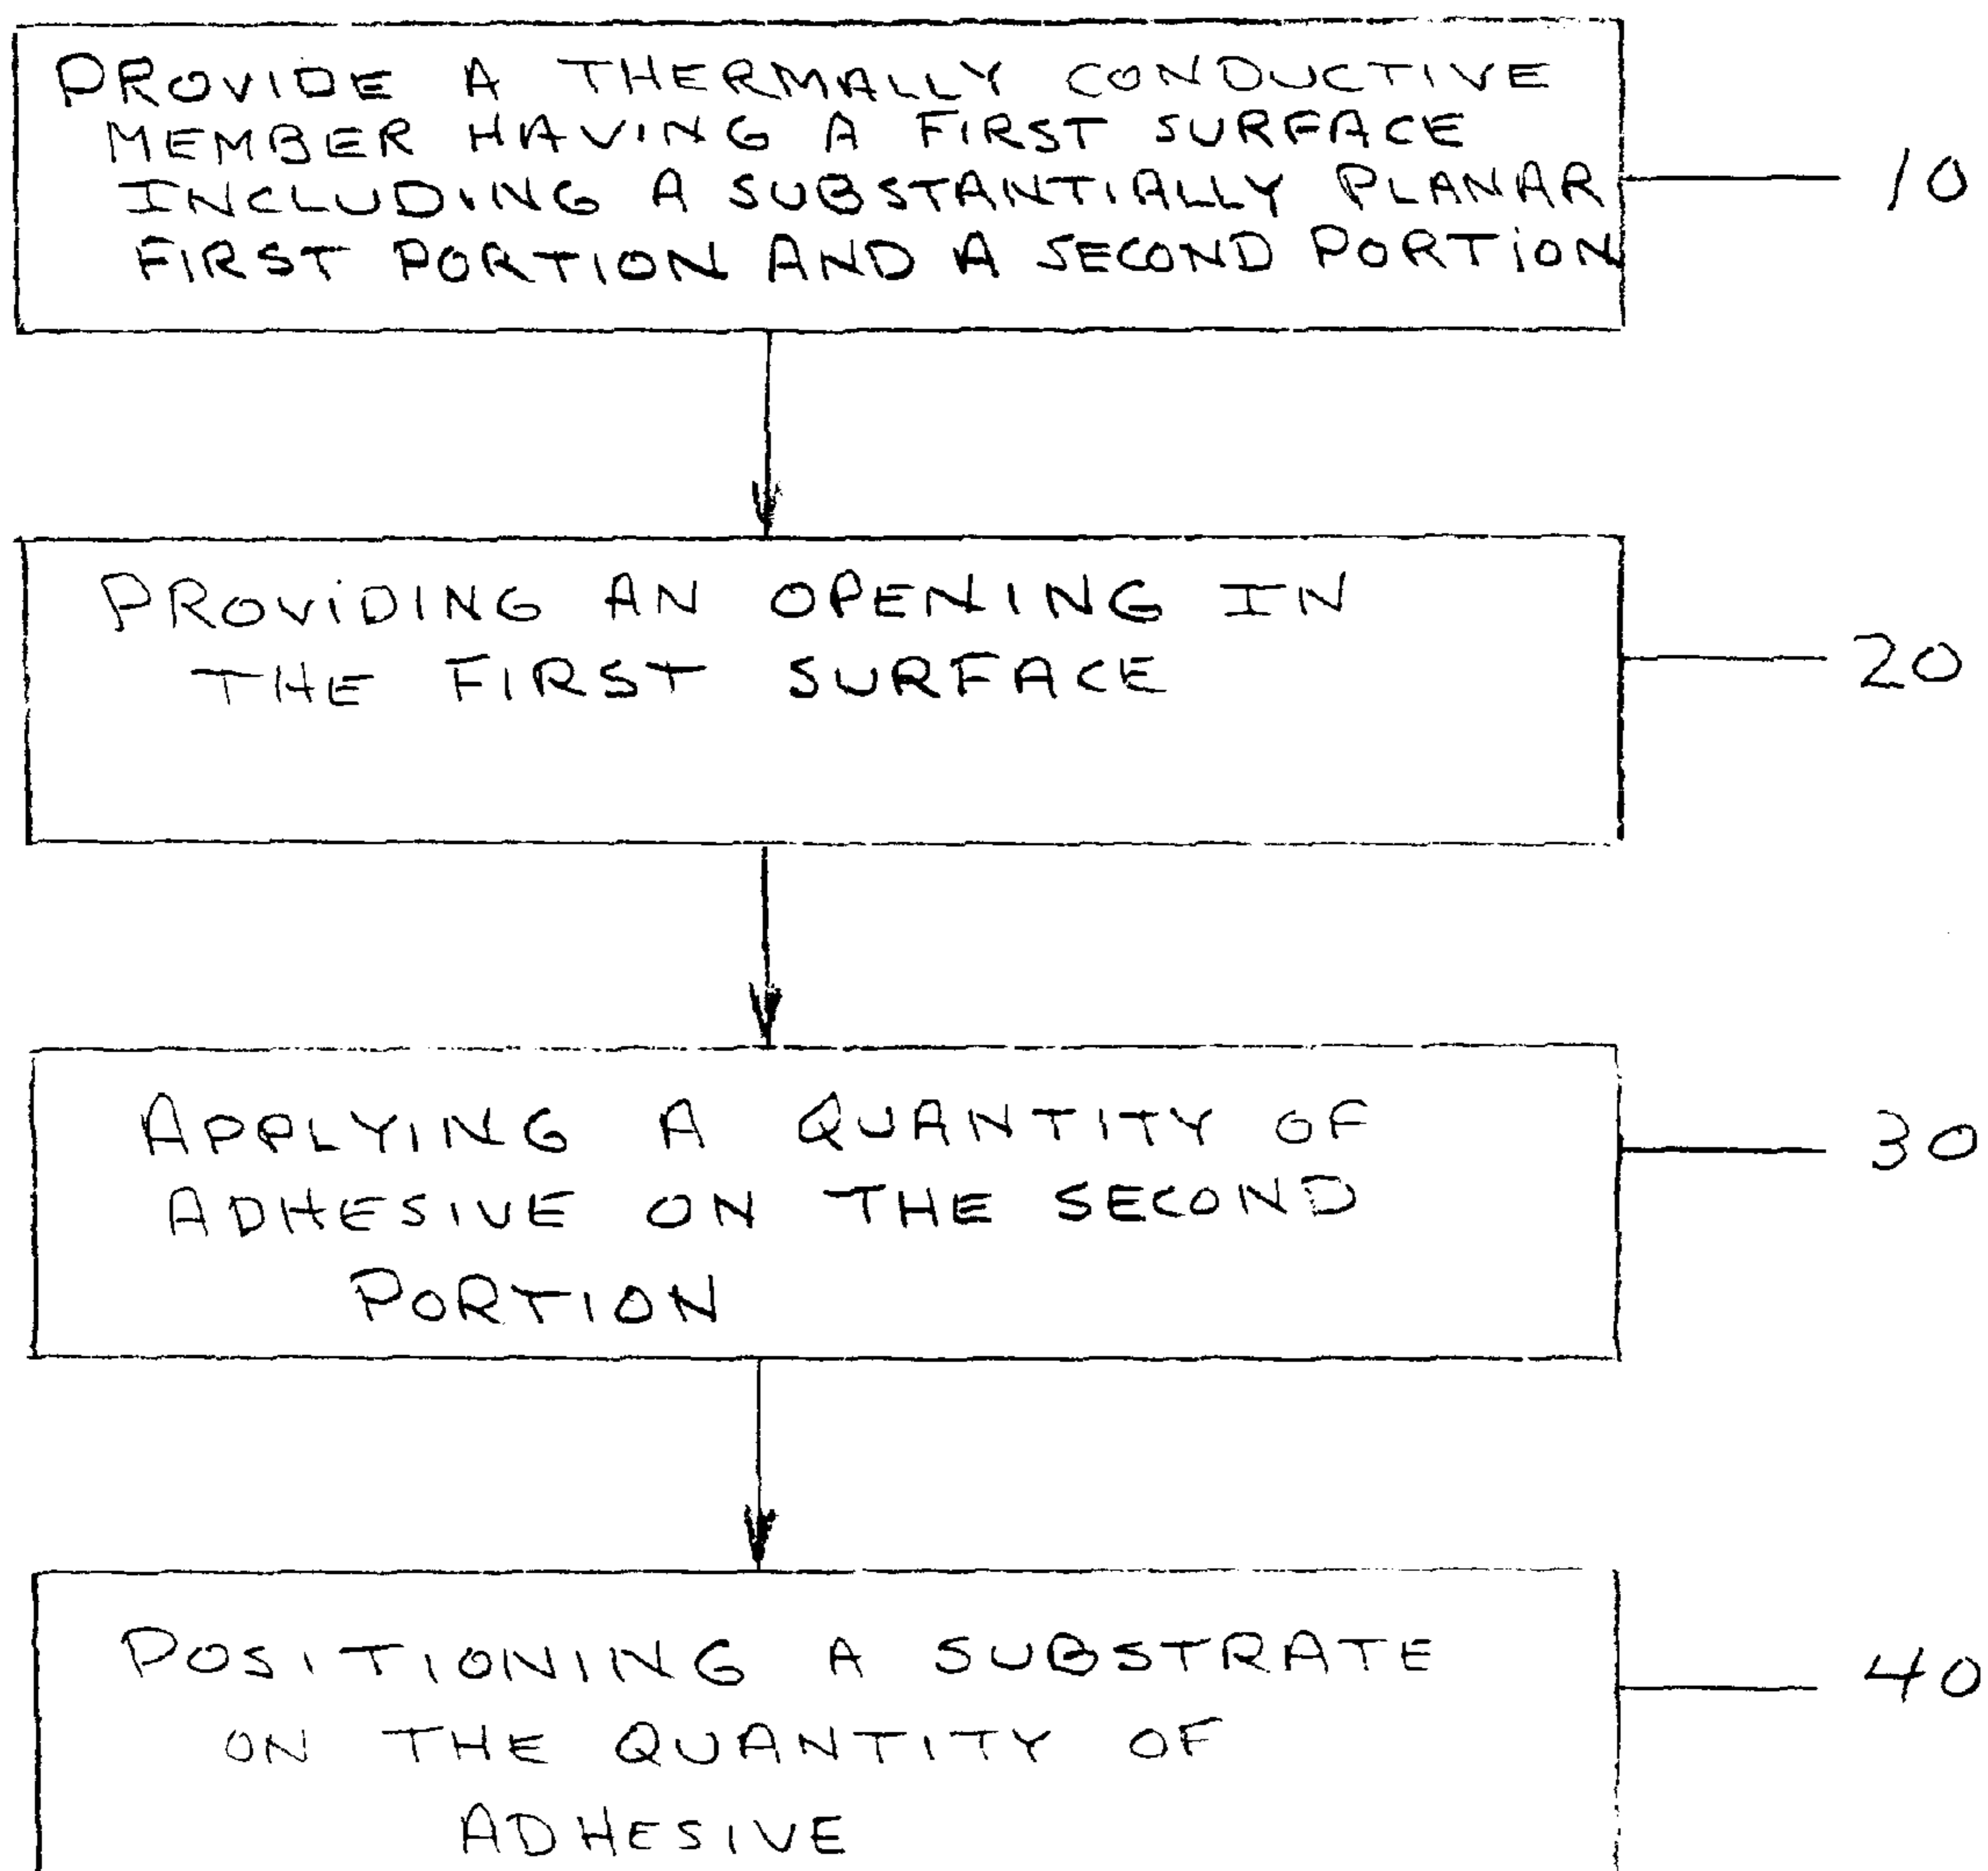 PROVIDE A THERMALLY CONDUCTIVE
MEMBER HAVING A FIRST SURFACE
INCLUDING A SUBSTANTIALLY PLANAR
FIRST PORTION AND A SECOND PORTION
10
PROVIDING AN OPENING IN
THE FIRST SURFACE
20
APPLYING A QUANTITY OF
ADHESIVE ON THE SECOND
PORTION
30
POSITIONING A SUBSTRATE
ON THE QUANTITY OF
ADHESIVE
40